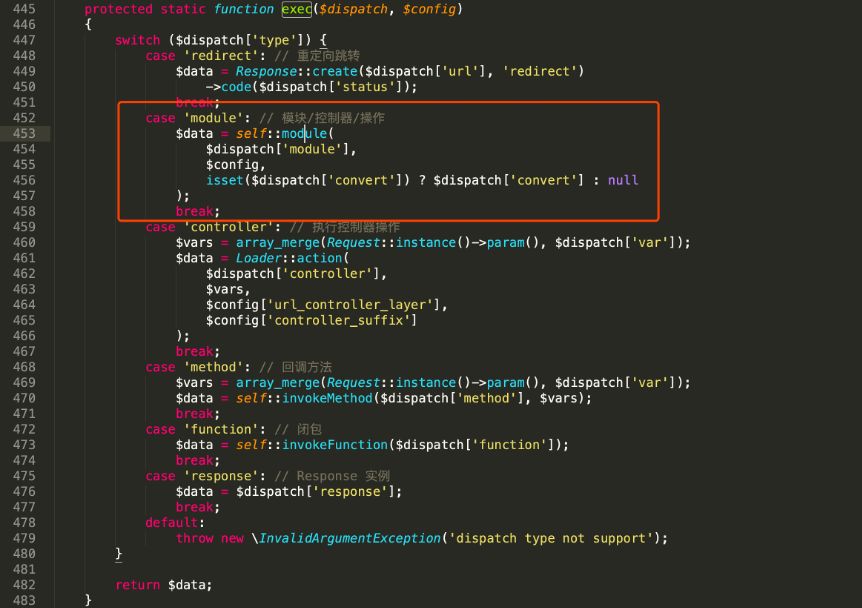 445 protected static function exec($dispatch, $config)
446 {
447 switch ($dispatch['type']) {
448 case 'redirect': // 重定向跳转
449 $data = Response::create($dispatch['url'], 'redirect')
450 ->code($dispatch['status']);
451 break;
452 case 'module': // 模块/控制器/操作
453 $data = self::module(
454 $dispatch['module'],
455 $config,
456 isset($dispatch['convert']) ? $dispatch['convert'] : null
457 );
458 break;
459 case 'controller': // 执行控制器操作
460 $vars = array_merge(Request::instance()->param(), $dispatch['var']);
461 $data = Loader::action(
462 $dispatch['controller'],
463 $vars,
464 $config['url_controller_layer'],
465 $config['controller_suffix']
466 );
467 break;
468 case 'method': // 回调方法
469 $vars = array_merge(Request::instance()->param(), $dispatch['var']);
470 $data = self::invokeMethod($dispatch['method'], $vars);
471 break;
472 case 'function': // 闭包
473 $data = self::invokeFunction($dispatch['function']);
474 break;
475 case 'response': // Response 实例
476 $data = $dispatch['response'];
477 break;
478 default:
479 throw new \InvalidArgumentException('dispatch type not support');
480 }
481
482 return $data;
483 }